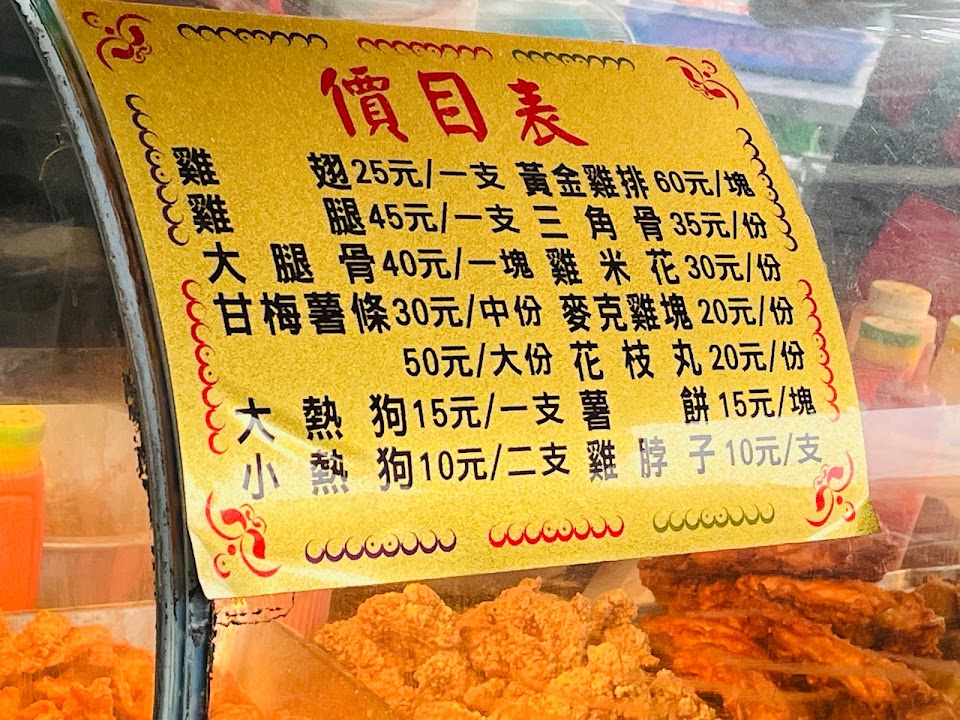 價目表
雞翅25元/一支 黃金雞排60元/塊
雞腿45元/一支 三角骨35元/份
大腿骨40元/一塊 雞米花30元/份
甘梅薯條30元/中份 麥克雞塊20元/份
50元/大份 花枝丸20元/份
大熱狗15元/一支 薯餅15元/塊
小熱狗10元/二支 雞脖子10元/支